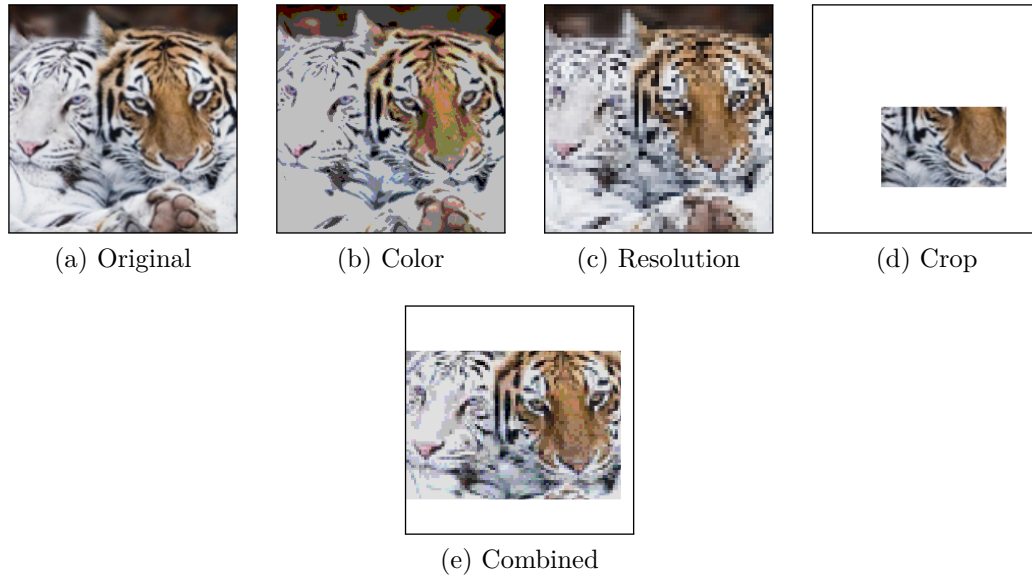 (a) Original
(b) Color
(c) Resolution
(d) Crop
(e) Combined